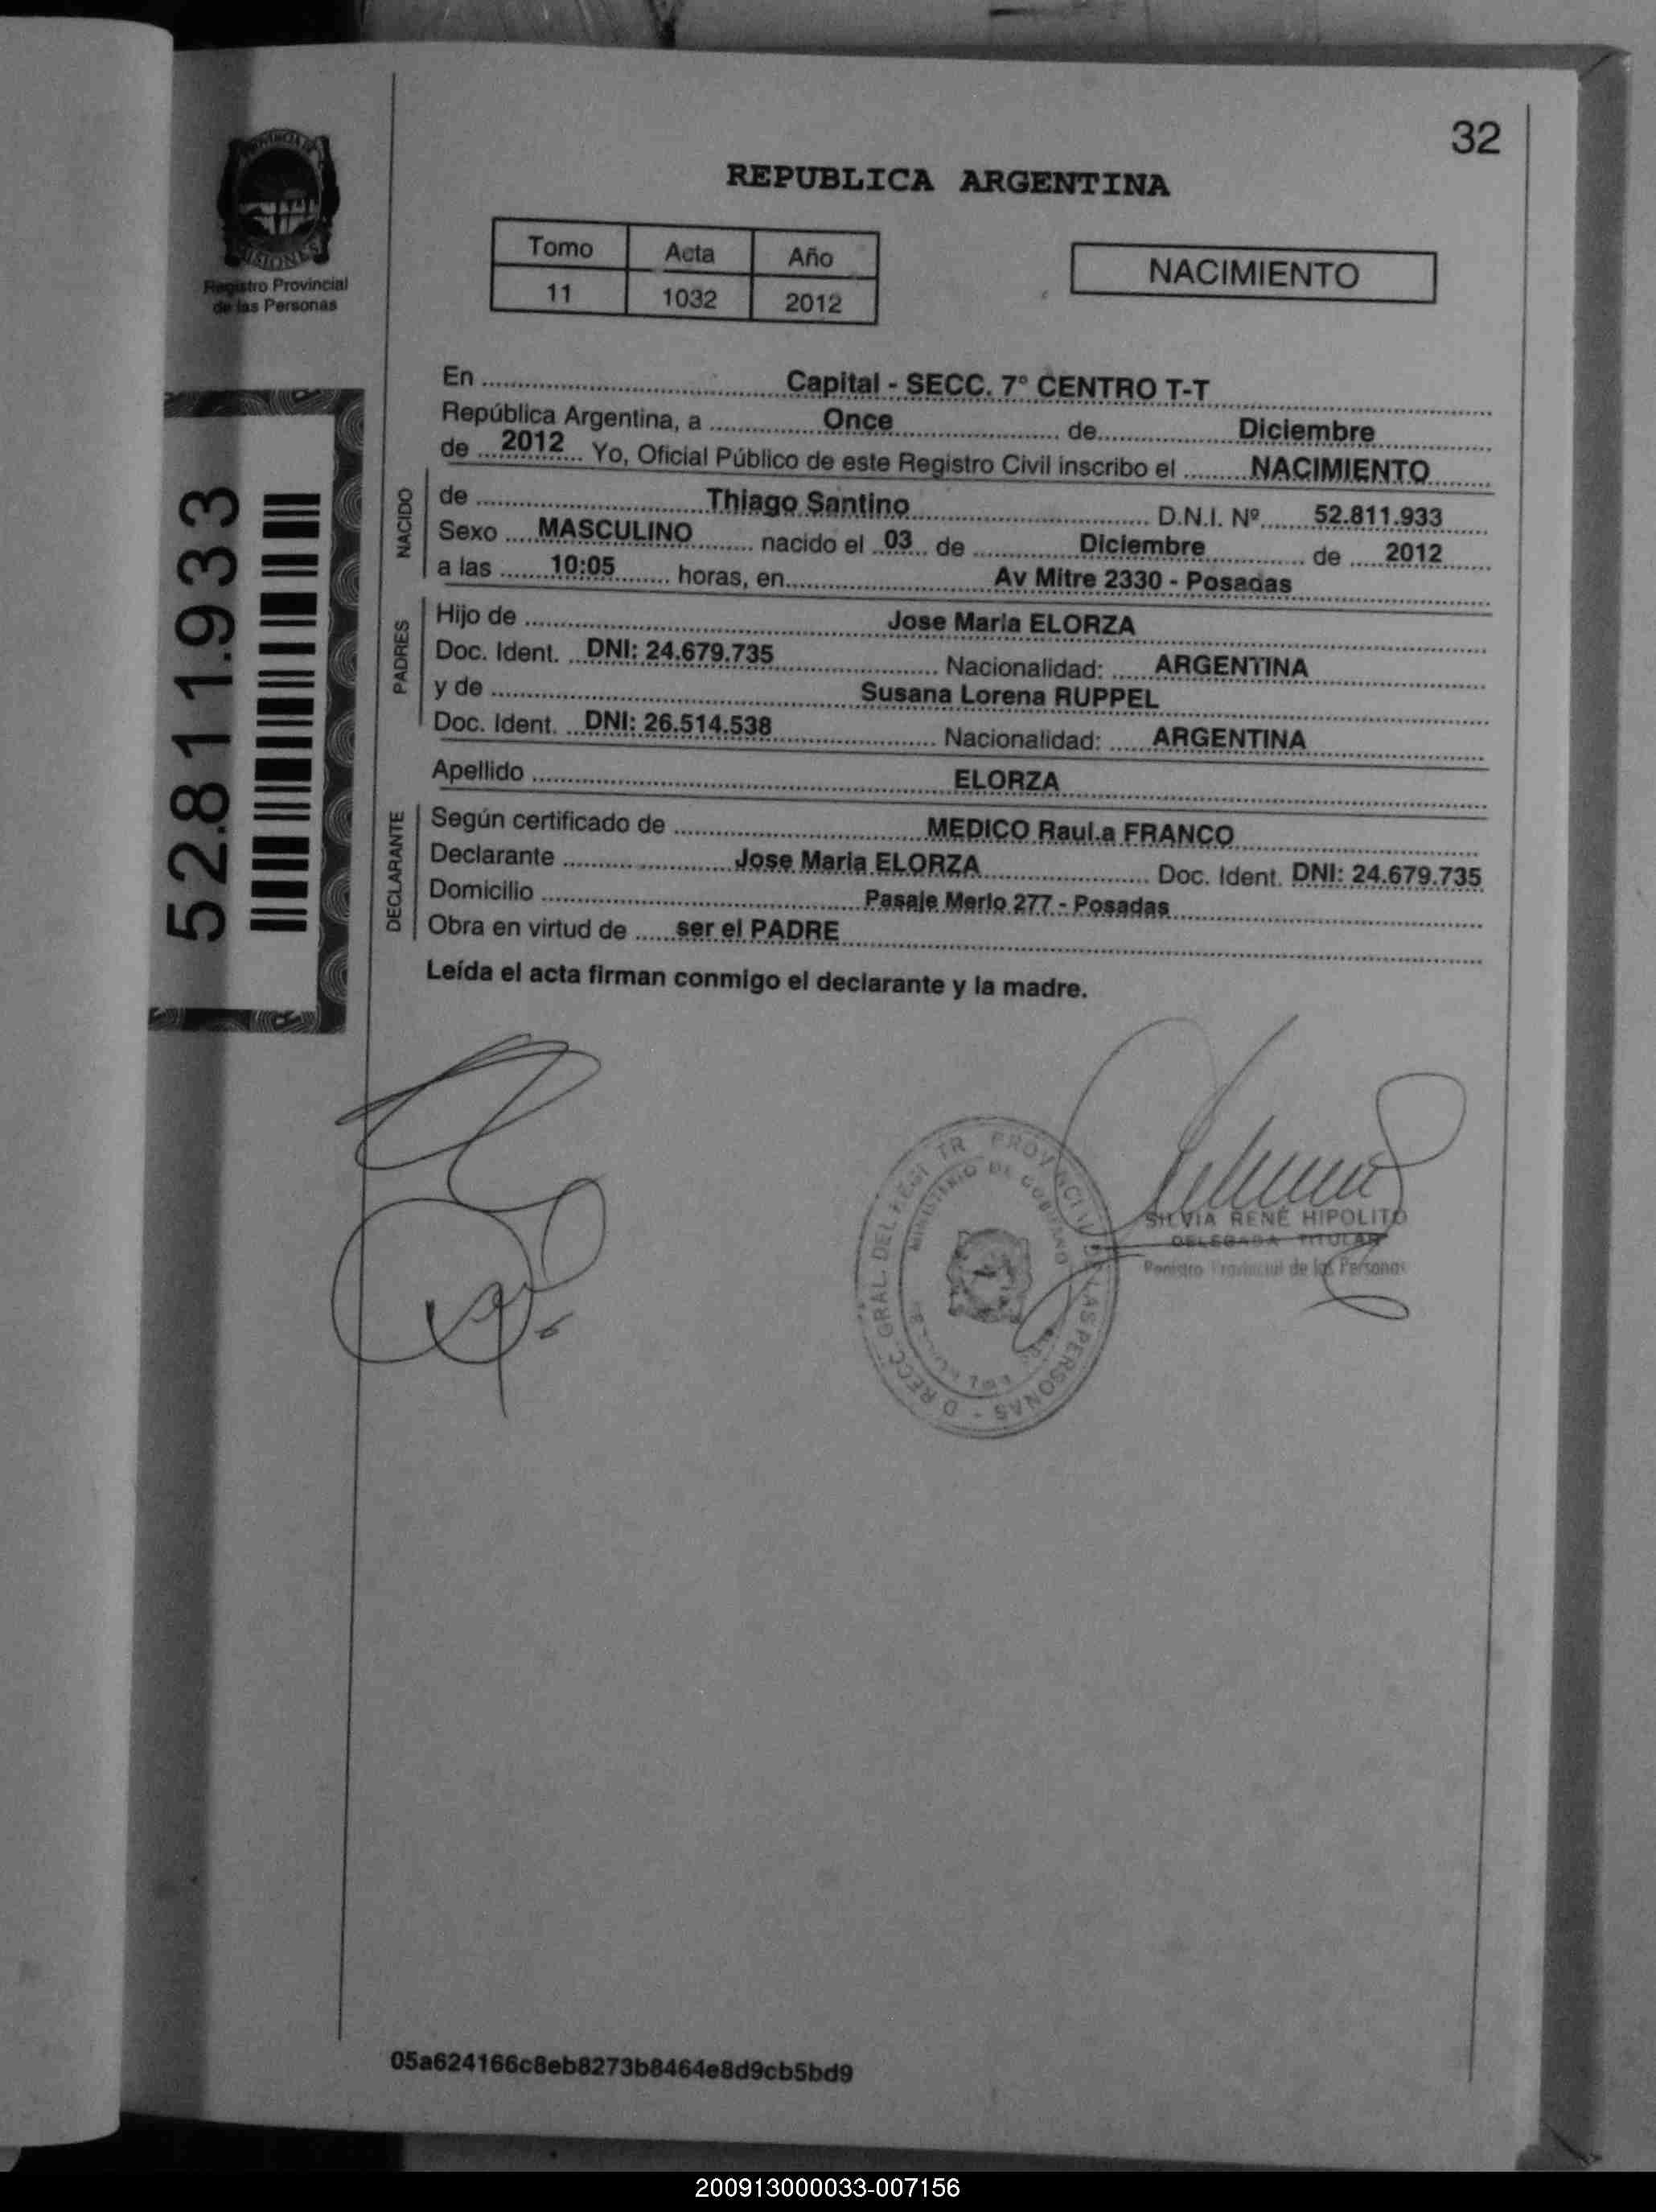 32
REPUBLICA ARGENTINA
Registro Provincial
de las Personas
Tomo Acta Año
11 1032 2012
NACIMIENTO
52.811.933
En Capital - SECC. 7º CENTRO T-T
República Argentina, a Once de Diciembre
de 2012 Yo, Oficial Público de este Registro Civil inscribo el NACIMIENTO
NACIDO
de Thiago Santino D.N.I. Nº 52.811.933
Sexo MASCULINO nacido el 03 de Diciembre de 2012
a las 10:05 horas, en Av Mitre 2330 - Posadas
PADRES
Hijo de Jose Maria ELORZA
Doc. Ident. DNI: 24.679.735 Nacionalidad: ARGENTINA
y de Susana Lorena RUPPEL
Doc. Ident. DNI: 26.514.538 Nacionalidad: ARGENTINA
Apellido ELORZA
DECLARANTE
Según certificado de MEDICO Raul.a FRANCO
Declarante Jose Maria ELORZA Doc. Ident. DNI: 24.679.735
Domicilio Pasaje Merlo 277 - Posadas
Obra en virtud de ser el PADRE
Leída el acta firman conmigo el declarante y la madre.
SILVIA RENÉ HIPOLITO
DELEGADA TITULAR
Registro Provincial de las Personas
05a624166c8eb8273b8464e8d9cb5bd9
200913000033-007156